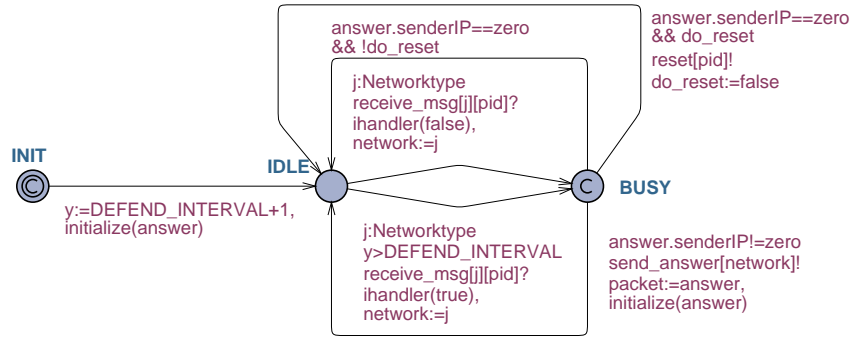 answer.senderIP==zero
&& !do_reset
answer.senderIP==zero
&& do_reset
reset[pid]!
do_reset:=false
j:Networktype
receive_msg[j][pid]?
ihandler(false),
network:=j
INIT
IDLE
C
C
BUSY
y:=DEFEND_INTERVAL+1,
initialize(answer)
j:Networktype
y>DEFEND_INTERVAL
receive_msg[j][pid]?
ihandler(true),
network:=j
answer.senderIP!=zero
send_answer[network]!
packet:=answer,
initialize(answer)